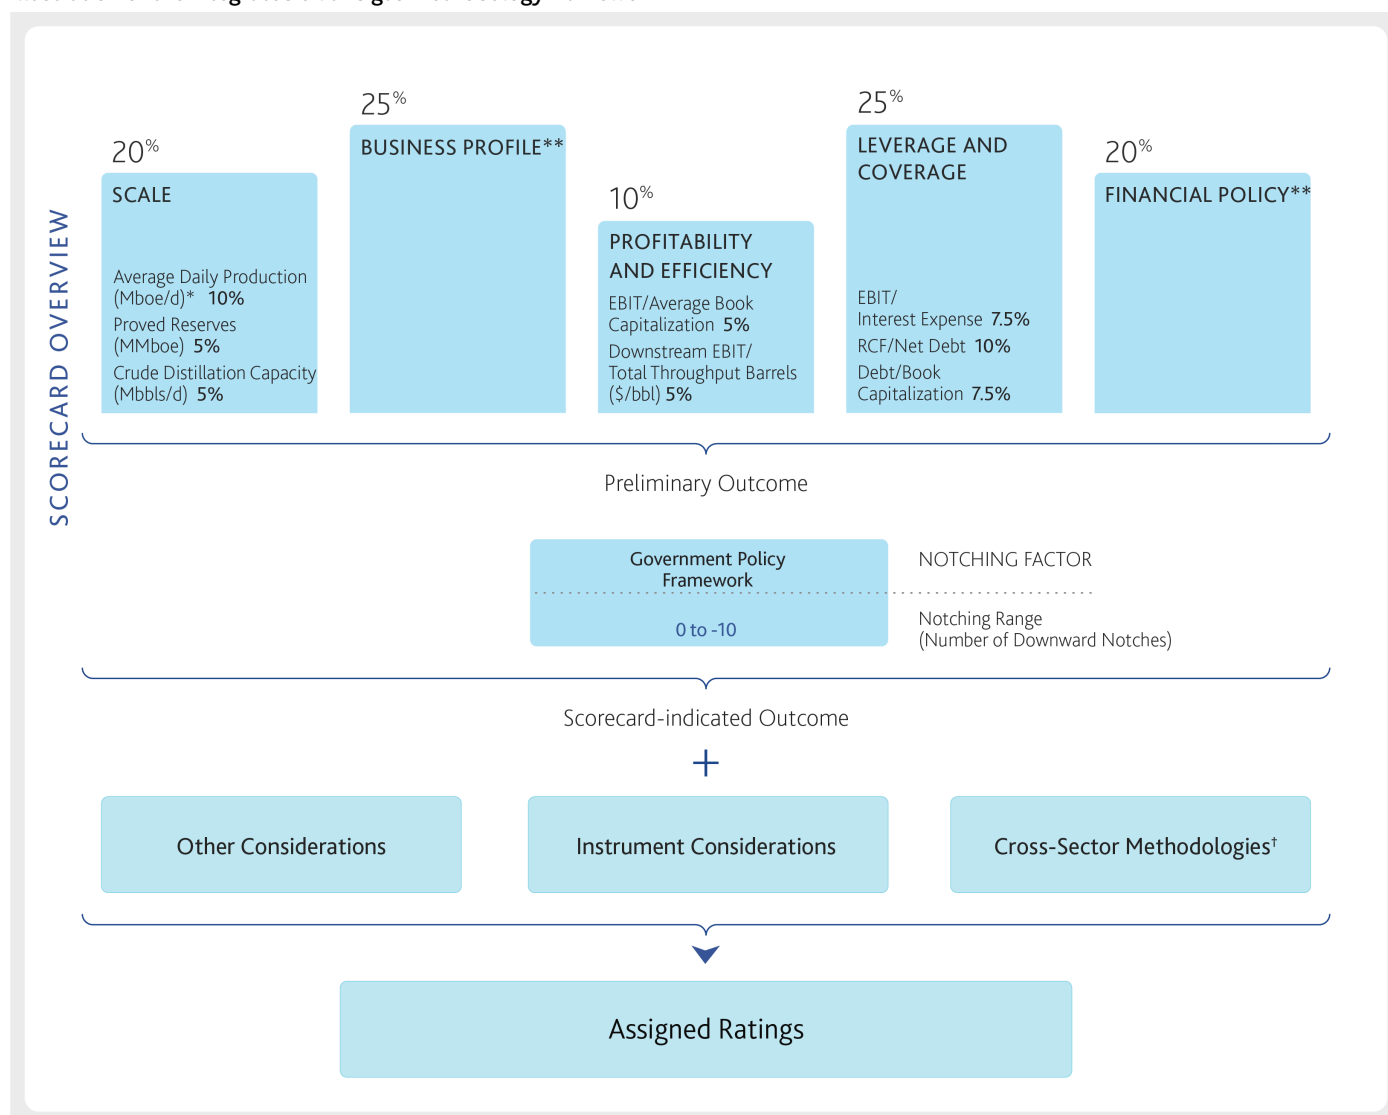 SCORECARD OVERVIEW
20%
SCALE
Average Daily Production
(Mboe/d)* 10%
Proved Reserves
(MMboe) 5%
Crude Distillation Capacity
(Mbbls/d) 5%
25%
BUSINESS PROFILE**
10%
PROFITABILITY
AND EFFICIENCY
EBIT/Average Book
Capitalization 5%
Downstream EBIT/
Total Throughput Barrels
($/bbl) 5%
25%
LEVERAGE AND
COVERAGE
EBIT/
Interest Expense 7.5%
RCF/Net Debt 10%
Debt/Book
Capitalization 7.5%
20%
FINANCIAL POLICY**
Preliminary Outcome
Government Policy
Framework
NOTCHING FACTOR
0 to -10
Notching Range
(Number of Downward Notches)
Scorecard-indicated Outcome
+
Other Considerations
Instrument Considerations
Cross-Sector Methodologies†
Assigned Ratings